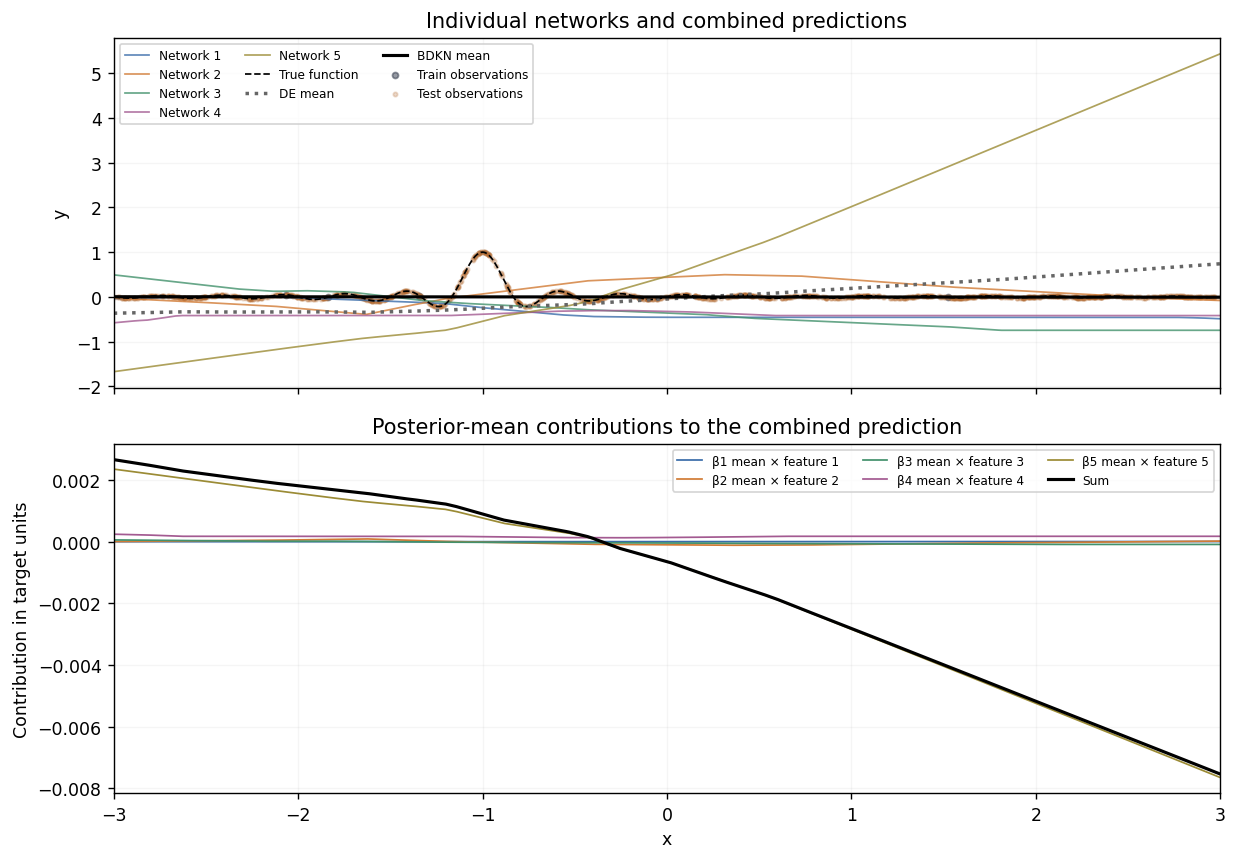 Individual networks and combined predictions
Network 1
Network 2
Network 3
Network 4
Network 5
True function
DE mean
BDKN mean
Train observations
Test observations
y
5
4
3
2
1
0
−1
−2
Posterior-mean contributions to the combined prediction
β1 mean × feature 1
β2 mean × feature 2
β3 mean × feature 3
β4 mean × feature 4
β5 mean × feature 5
Sum
Contribution in target units
0.002
0.000
−0.002
−0.004
−0.006
−0.008
−3
−2
−1
0
1
2
3
x